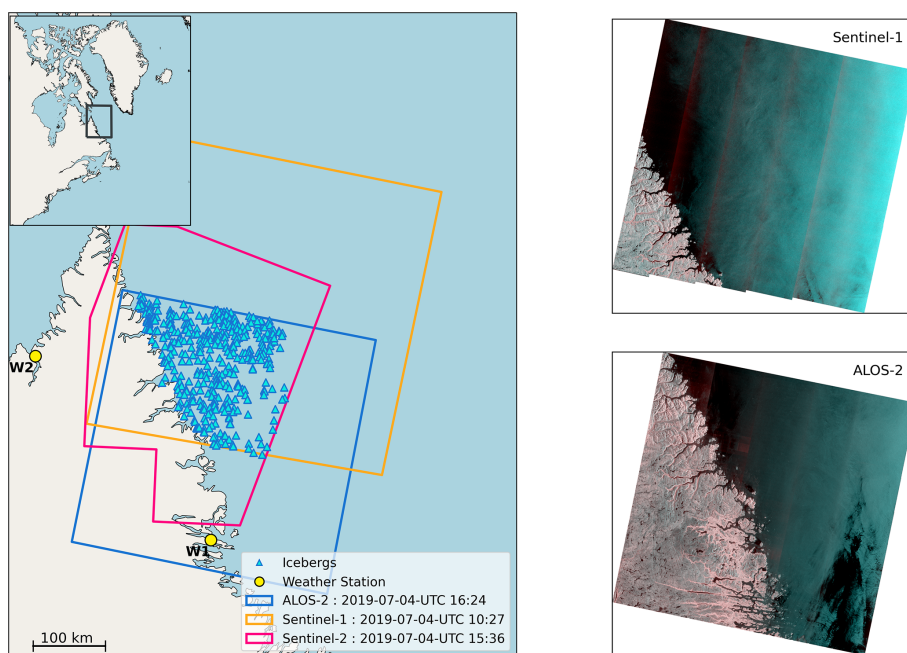 W2
W1
Icebergs
Weather Station
ALOS-2 : 2019-07-04-UTC 16:24
Sentinel-1 : 2019-07-04-UTC 10:27
Sentinel-2 : 2019-07-04-UTC 15:36
100 km
Sentinel-1
ALOS-2